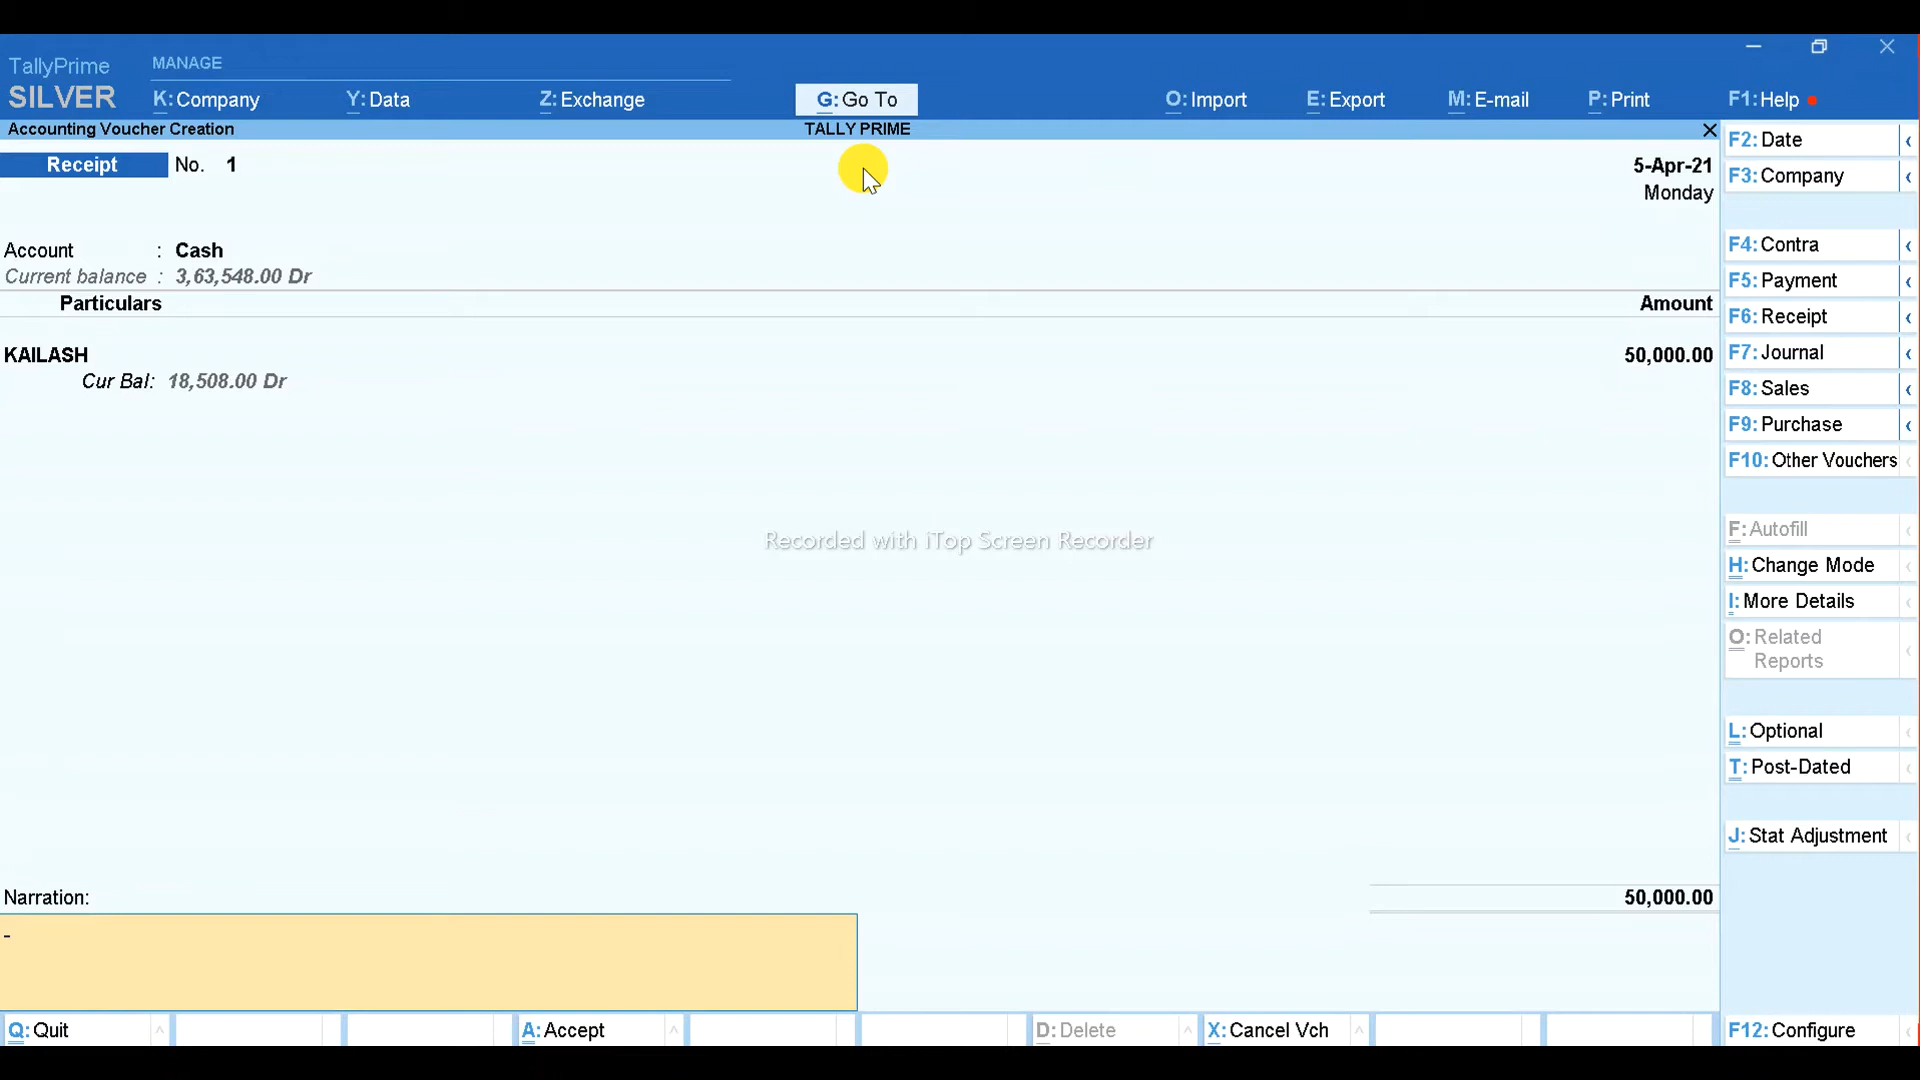 MANAGE
TallyPrime
SILVER
K: Company Y: Data Z: Exchange G: Go To O: Import E: Export M: E-mail P: Print F1: Help
Accounting Voucher Creation TALLY PRIME
Receipt No. 1 5-Apr-21
Monday
Account : Cash
Current balance : 3,63,548.00 Dr
Particulars Amount
KAILASH 50,000.00
Cur Bal: 18,508.00 Dr
Recorded with iTop Screen Recorder
Narration: 50,000.00
F2: Date
F3: Company
F4: Contra
F5: Payment
F6: Receipt
F7: Journal
F8: Sales
F9: Purchase
F10: Other Vouchers
F: Autofill
H: Change Mode
I: More Details
O: Related
Reports
L: Optional
T: Post-Dated
J: Stat Adjustment
Q: Quit A: Accept D: Delete X: Cancel Vch F12: Configure